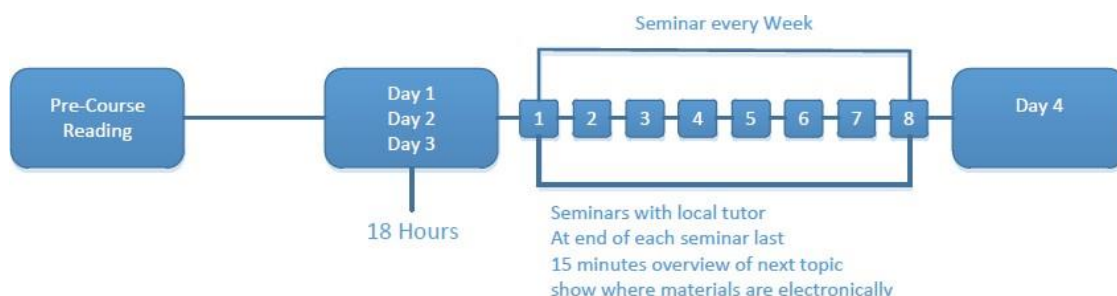 Seminar every Week
Pre-Course
Reading
Day 1
Day 2
Day 3
1 2 3 4 5 6 7 8
Day 4
18 Hours
Seminars with local tutor
At end of each seminar last
15 minutes overview of next topic
show where materials are electronically